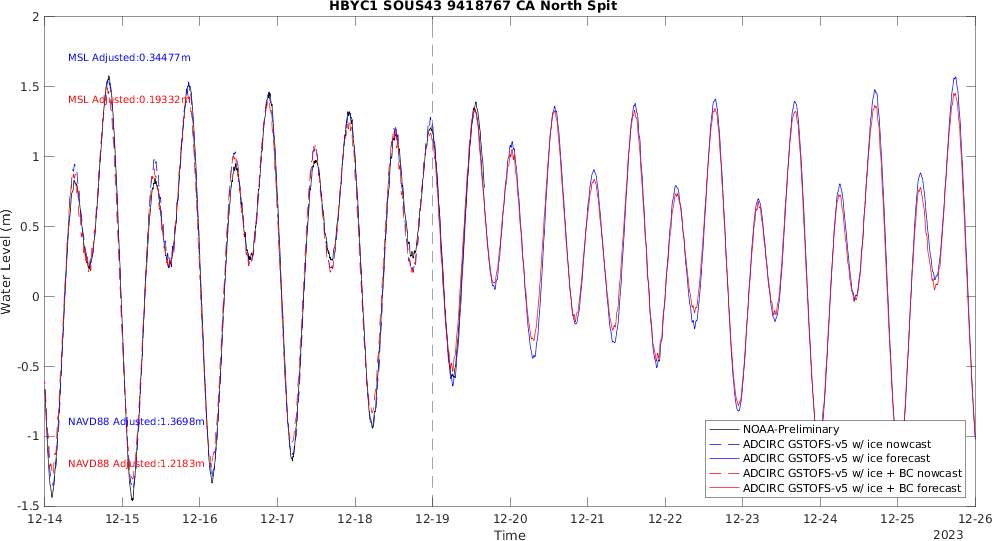 HBYC1 SOUS43 9418767 CA North Spit
2
1.5
1
0.5
0
-0.5
-1
-1.5
Water Level (m)
MSL Adjusted:0.34477m
MSL Adjusted:0.19332m
NAVD88 Adjusted:1.3698m
NAVD88 Adjusted:1.2183m
NOAA-Preliminary
ADCIRC GSTOFS-v5 w/ ice nowcast
ADCIRC GSTOFS-v5 w/ ice forecast
ADCIRC GSTOFS-v5 w/ ice + BC nowcast
ADCIRC GSTOFS-v5 w/ ice + BC forecast
12-14 12-15 12-16 12-17 12-18 12-19 12-20 12-21 12-22 12-23 12-24 12-25 12-26
Time
2023